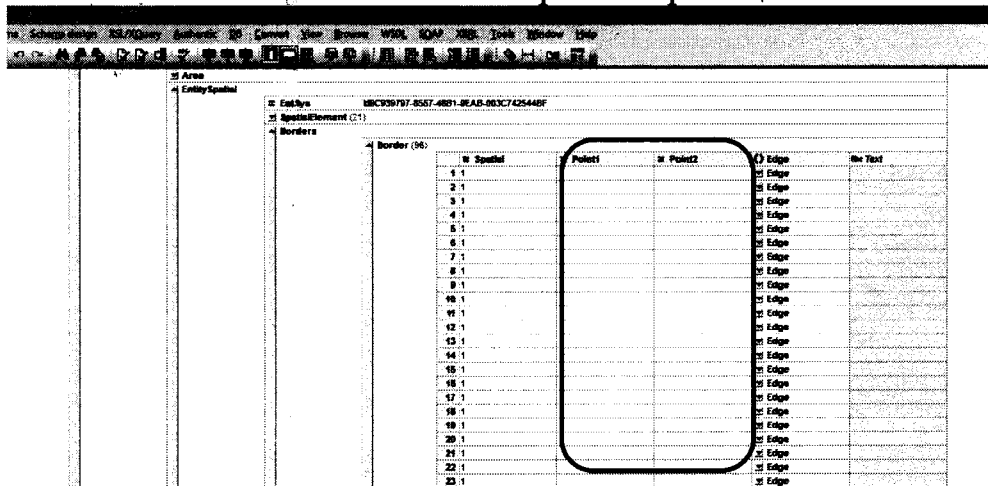 Schema design XSL/XQuery Authentic DB Convert View Browser WSDL SOAP XBRL Tools Window Help
Area
EntitySpatial
EntSys
SpatialElement (21)
Borders
Border (96)
Spatial Point1 Point2 () Edge Abc Text
1 1 Edge
2 1 Edge
3 1 Edge
4 1 Edge
5 1 Edge
6 1 Edge
7 1 Edge
8 1 Edge
9 1 Edge
10 1 Edge
11 1 Edge
12 1 Edge
13 1 Edge
14 1 Edge
15 1 Edge
16 1 Edge
17 1 Edge
18 1 Edge
19 1 Edge
20 1 Edge
21 1 Edge
22 1 Edge
23 1 Edge